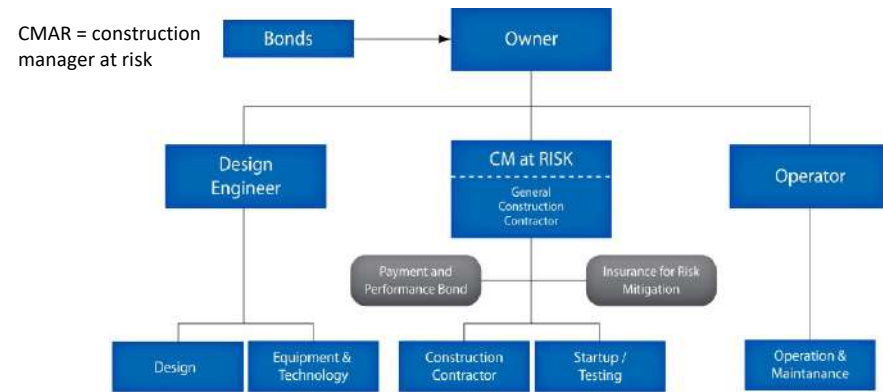 CMAR = construction
manager at risk
Bonds
Owner
Design
Engineer
CM at RISK
General
Construction
Contractor
Operator
Payment and
Performance Bond
Insurance for Risk
Mitigation
Design
Equipment &
Technology
Construction
Contractor
Startup /
Testing
Operation &
Maintanance